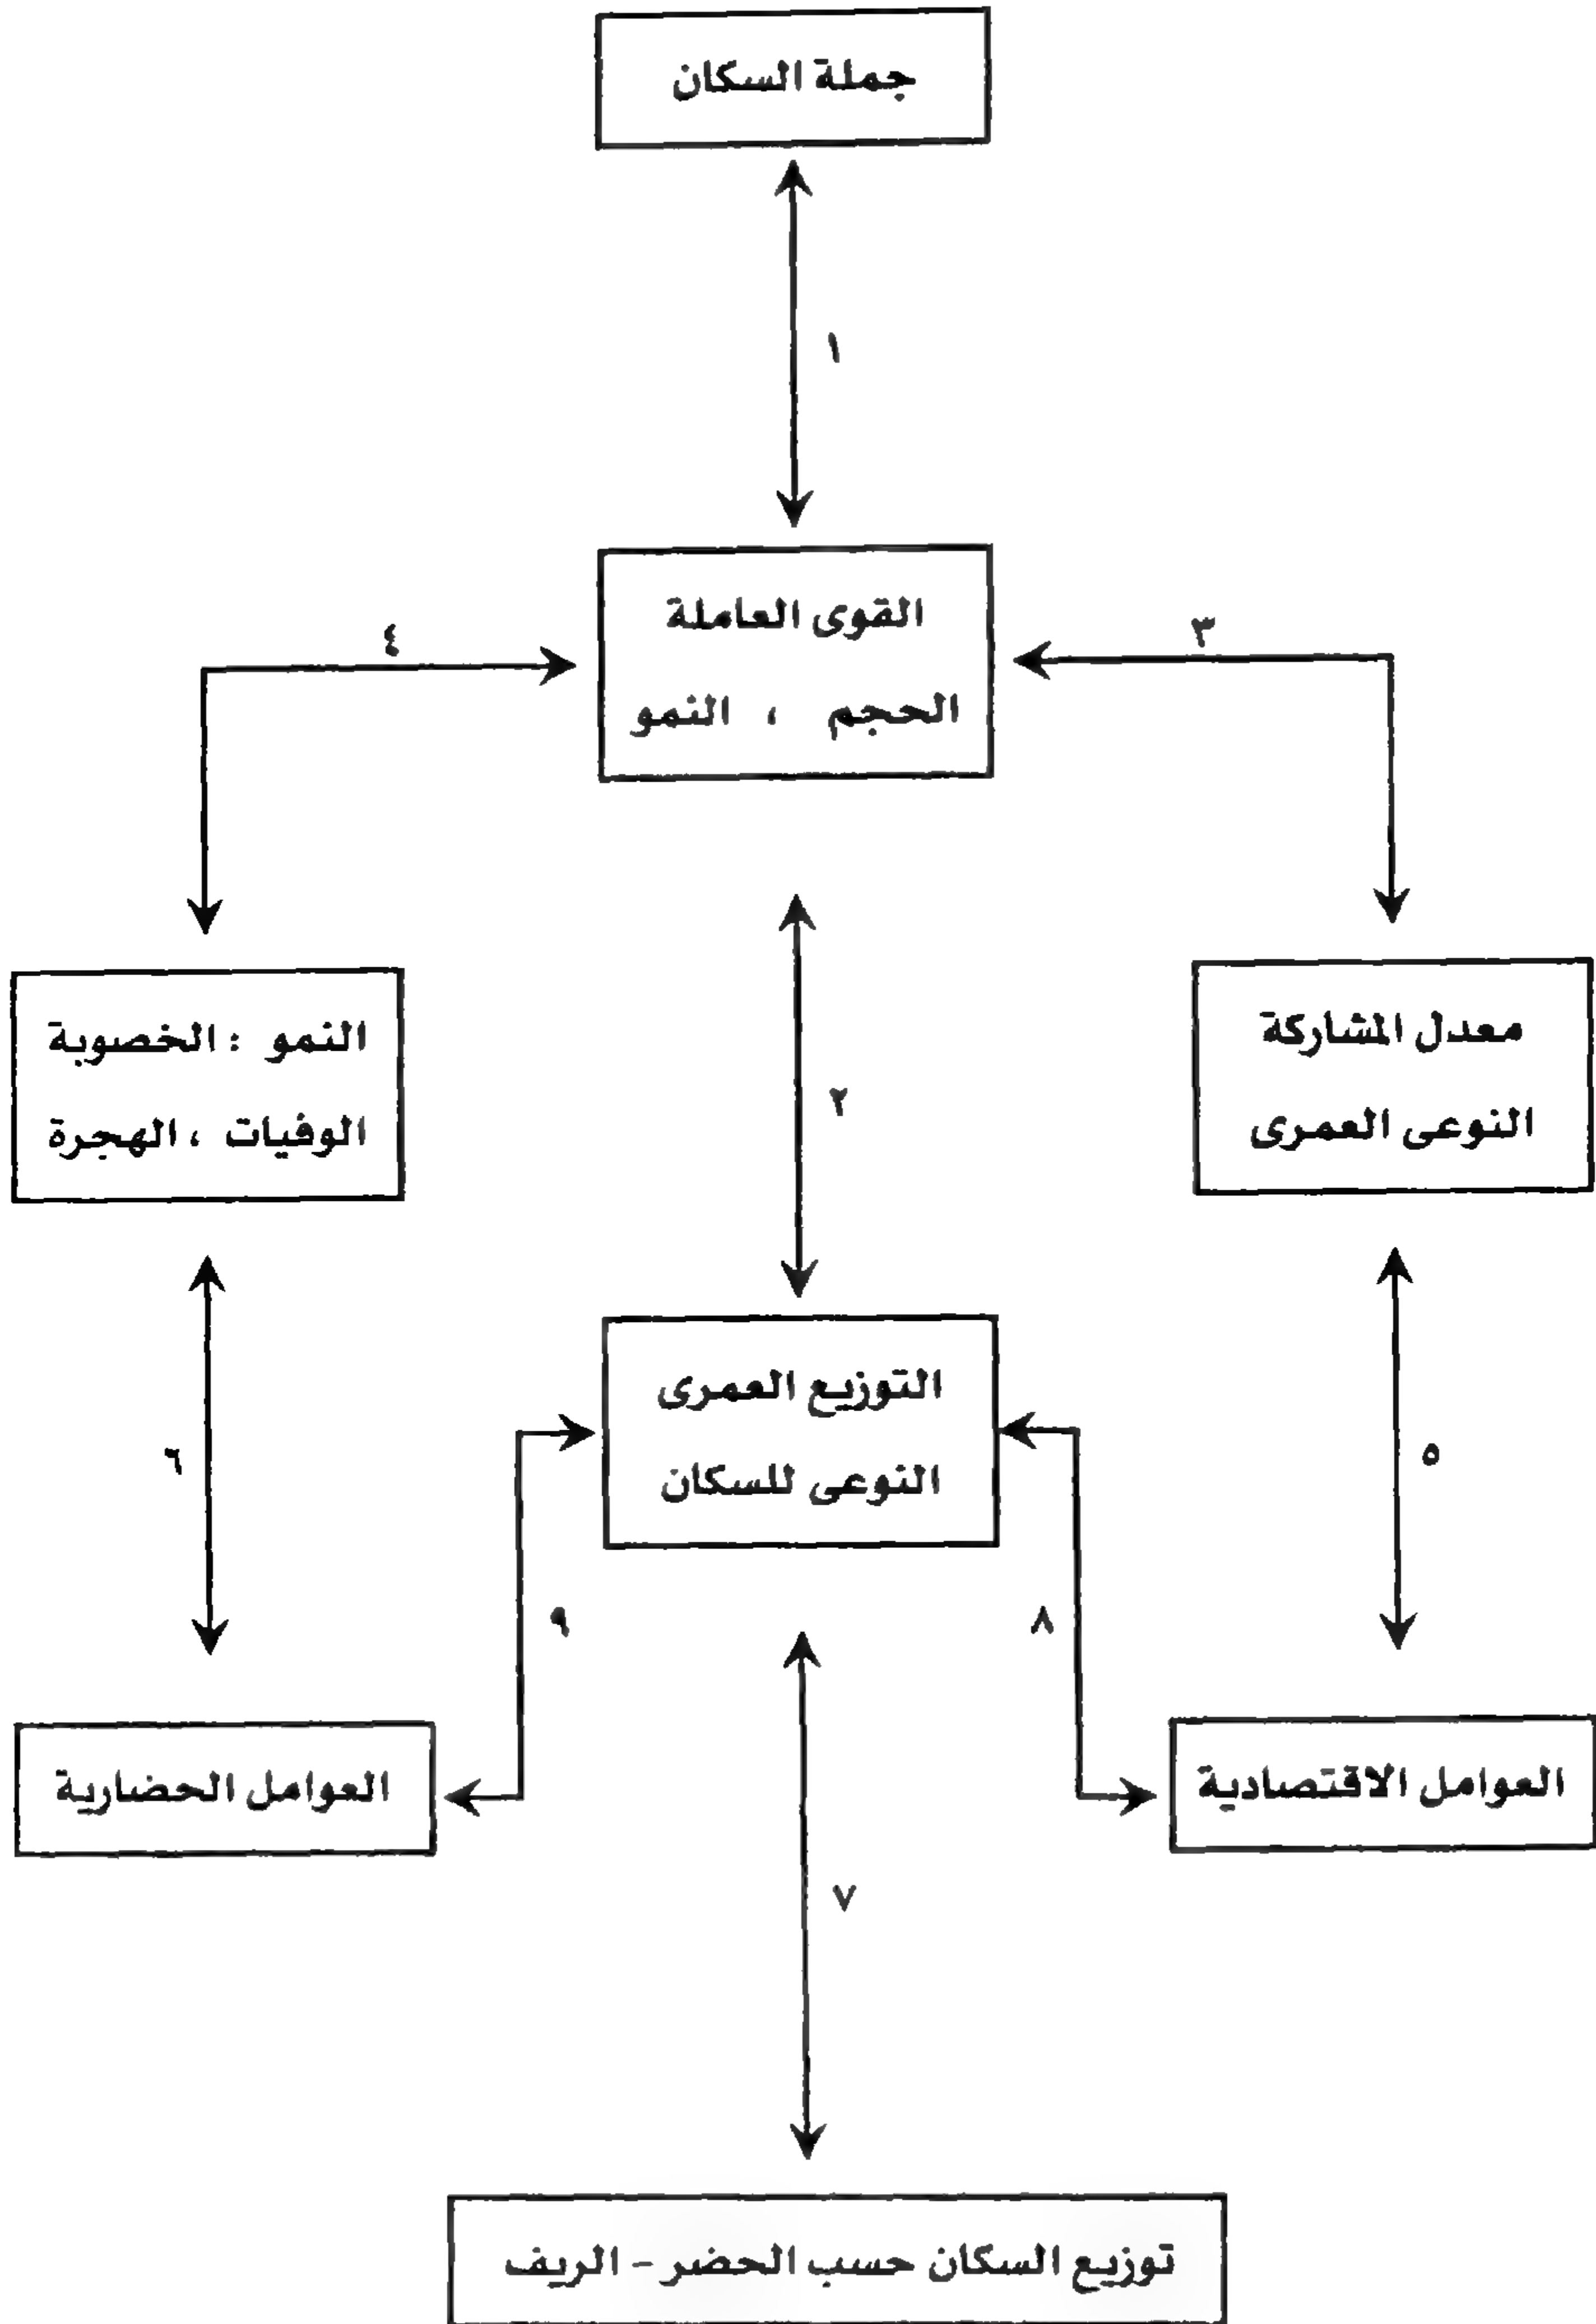 جملة السكان
١
القوى العاملة
الحجم ، النمو
٣
٤
معدل المشاركة
النوعى العمرى
٢
النمو : الخصوبة
الوفيات ، الهجرة
التوزيع العمرى
النوعى للسكان
٥
٦
٨
٩
العوامل الاقتصادية
العوامل الحضارية
٧
توزيع السكان حسب الحضر - الريف